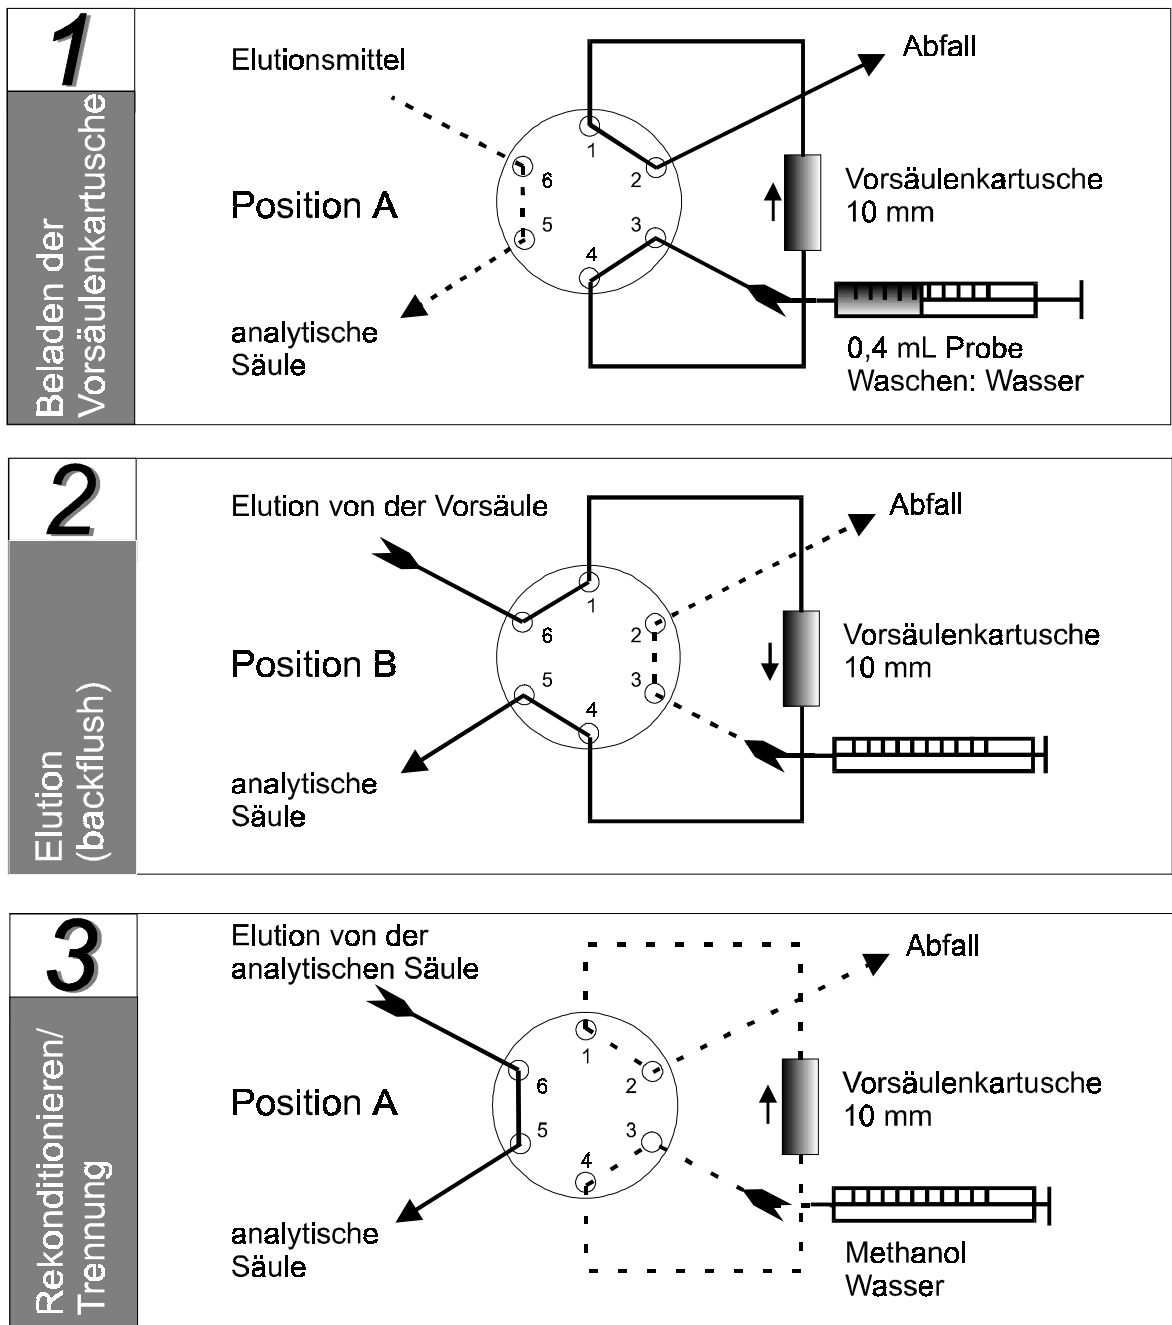 1
Beladen der
Vorsäulenkartusche
Elutionsmittel
Abfall
Position A
1
2
3
4
5
6
Vorsäulenkartusche
10 mm
analytische
Säule
0,4 mL Probe
Waschen: Wasser
2
Elution
(backflush)
Elution von der Vorsäule
Abfall
Position B
1
2
3
4
5
6
Vorsäulenkartusche
10 mm
analytische
Säule
3
Rekonditionieren/
Trennung
Elution von der
analytischen Säule
Abfall
Position A
1
2
3
4
5
6
Vorsäulenkartusche
10 mm
analytische
Säule
Methanol
Wasser